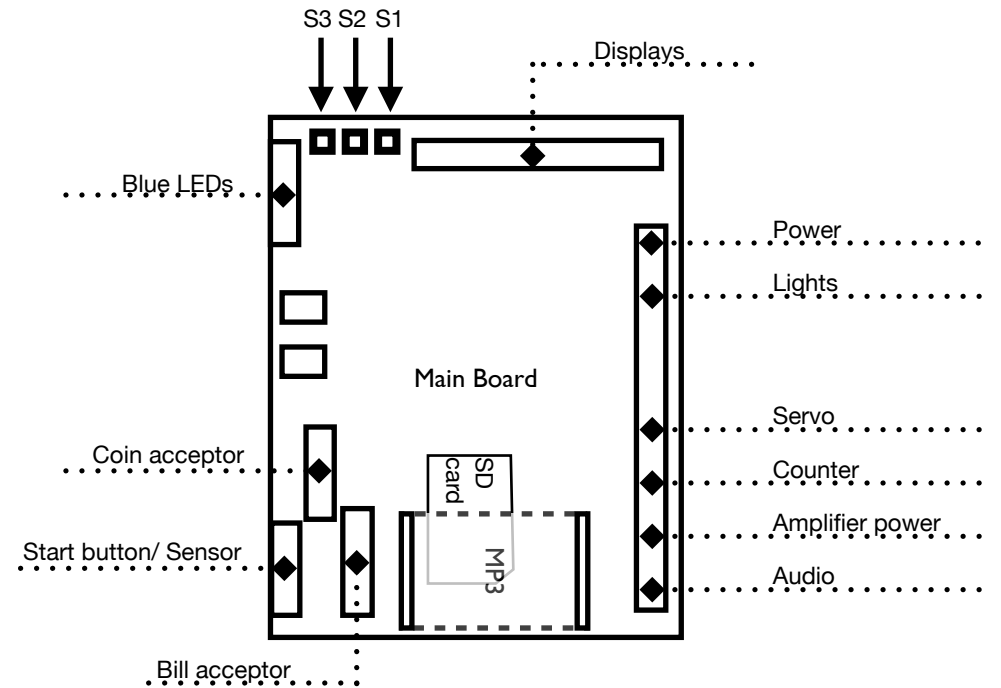 S3 S2 S1
Displays
Blue LEDs
Power
Lights
Main Board
Servo
Coin acceptor
Counter
SD
card
Amplifier power
Start button/ Sensor
MP3
Audio
Bill acceptor